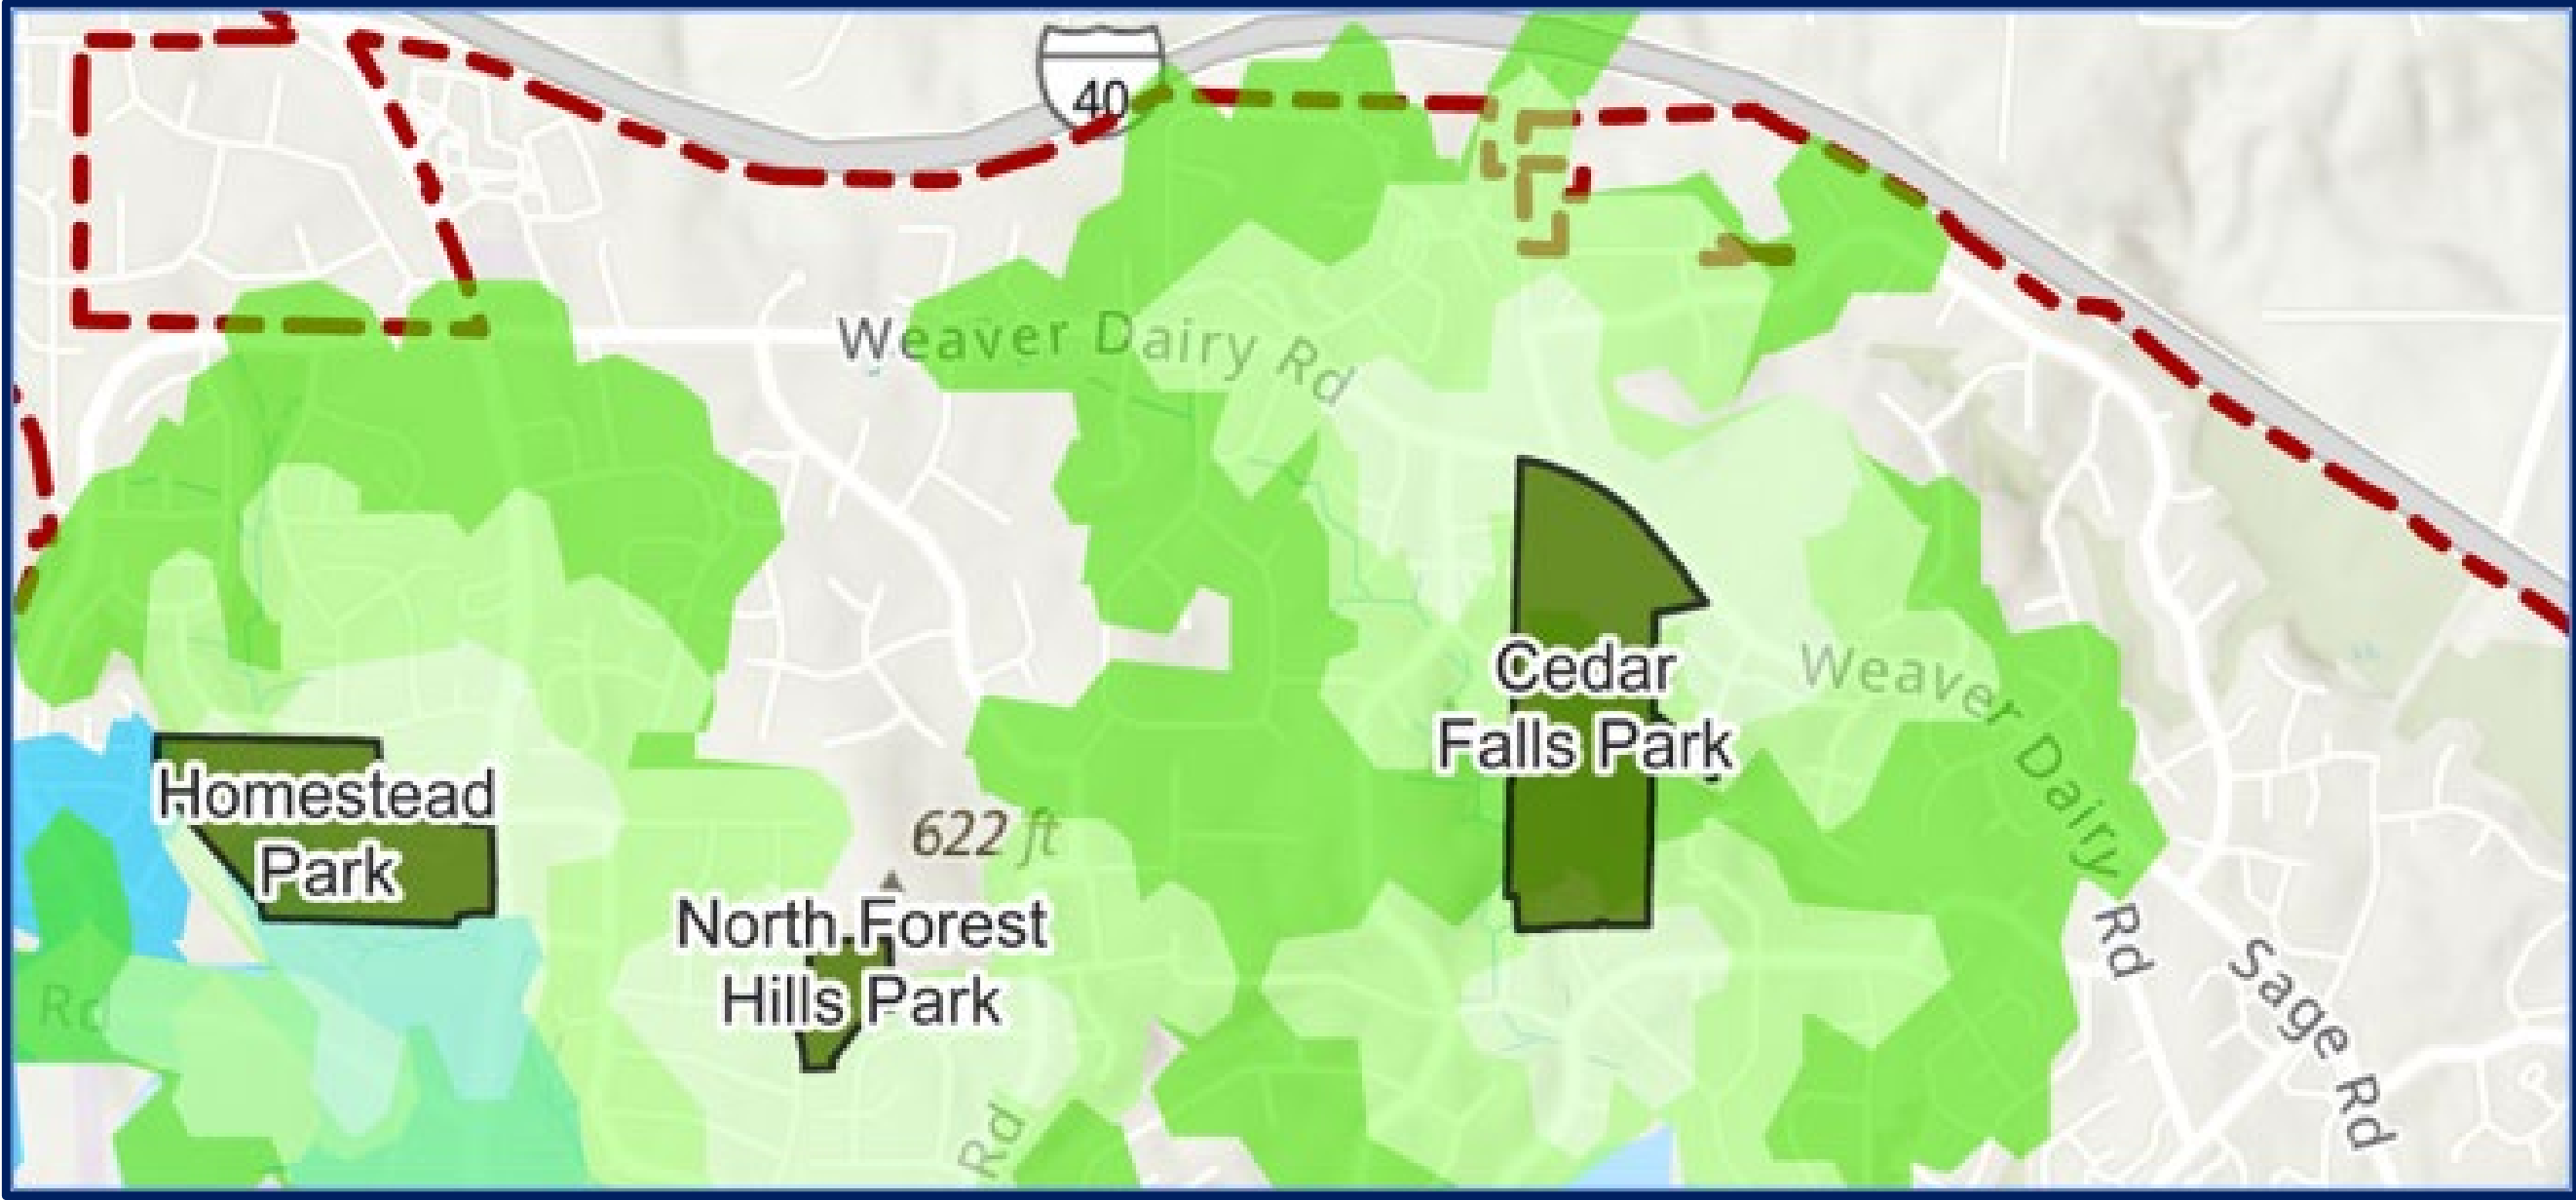 40
Weaver Dairy Rd
Cedar
Falls Park
Weaver Dairy
Rd
Homestead
Park
622 ft
North Forest
Hills Park
Rd
Sage Rd
Rd